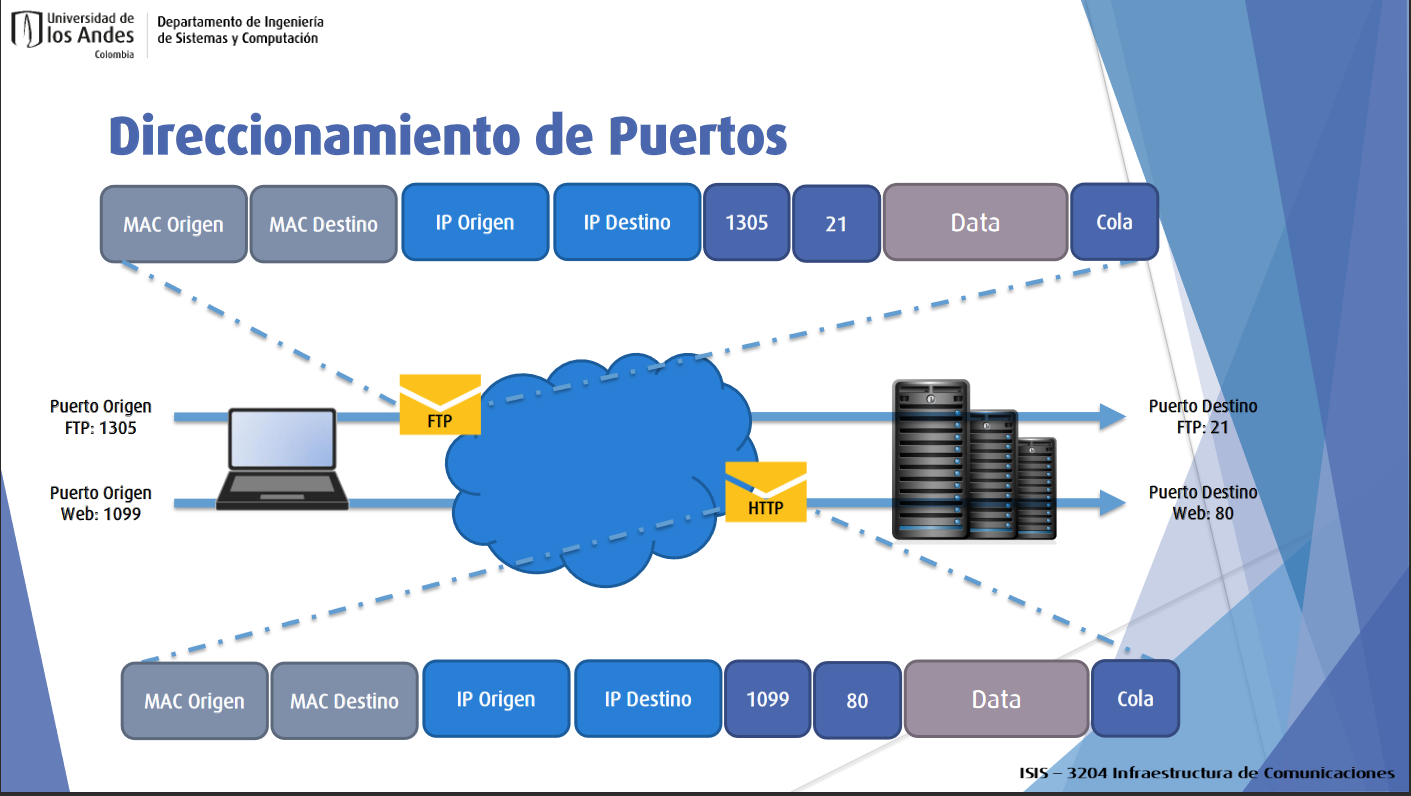 Universidad de
los Andes
Colombia
Departamento de Ingeniería
de Sistemas y Computación
Direccionamiento de Puertos
MAC Origen
MAC Destino
IP Origen
IP Destino
1305
21
Data
Cola
Puerto Origen
FTP: 1305
FTP
Puerto Destino
FTP: 21
Puerto Origen
Web: 1099
HTTP
Puerto Destino
Web: 80
MAC Origen
MAC Destino
IP Origen
IP Destino
1099
80
Data
Cola
ISIS – 3204 Infraestructura de Comunicaciones